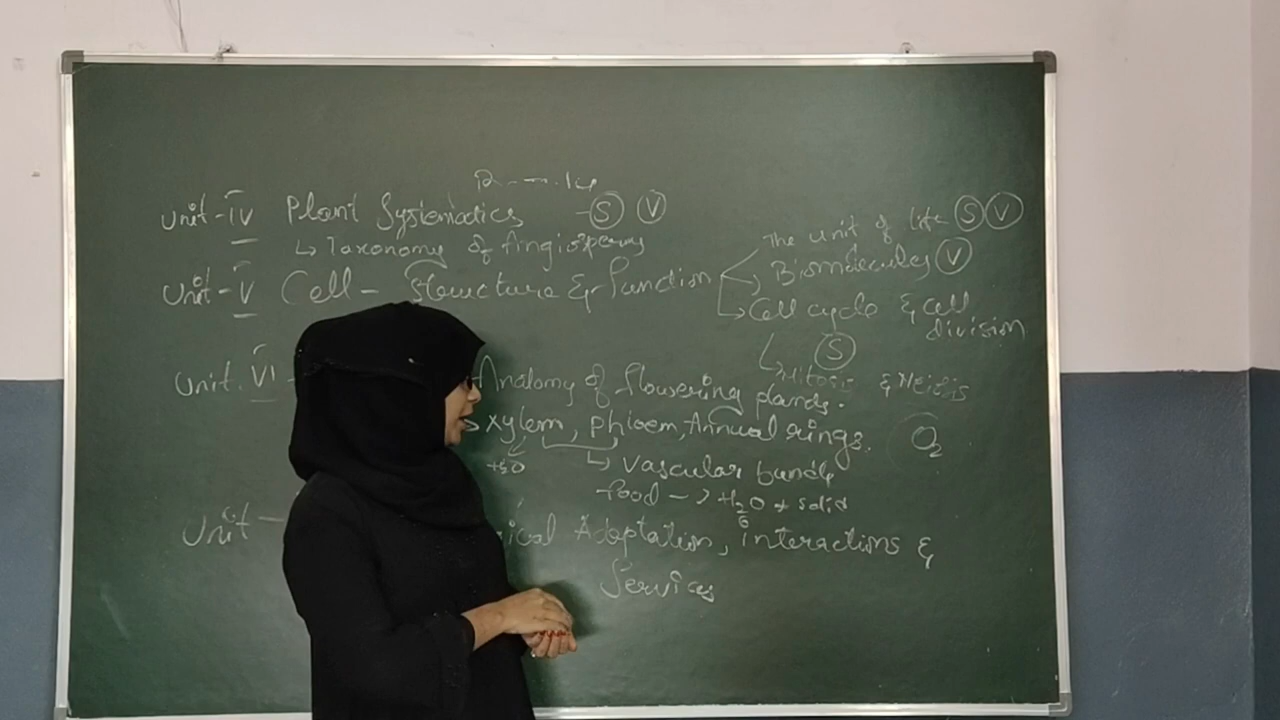 Unit-IV Plant Systematics -Ⓢ Ⓥ
↳ Taxonomy of Angiosperms
Unit-V Cell - Structure & Function
The unit of life Ⓢ Ⓥ
Biomolecules Ⓥ
↳ Cell cycle & cell
division
Ⓢ
↳ Mitosis & Meiosis
Unit. VI - Anatomy of flowering plants.
→ xylem, phloem, Annual rings. O₂
H₂O ↳ vascular bundle
food → H₂O + solid
6
Unit - ical Adaptation, interactions &
Services